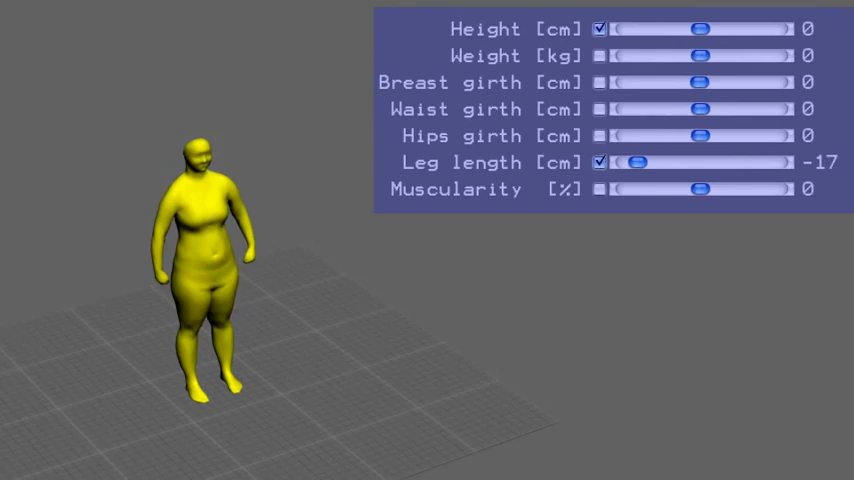 Height [cm] 0
Weight [kg] 0
Breast girth [cm] 0
Waist girth [cm] 0
Hips girth [cm] 0
Leg length [cm] -17
Muscularity [%] 0